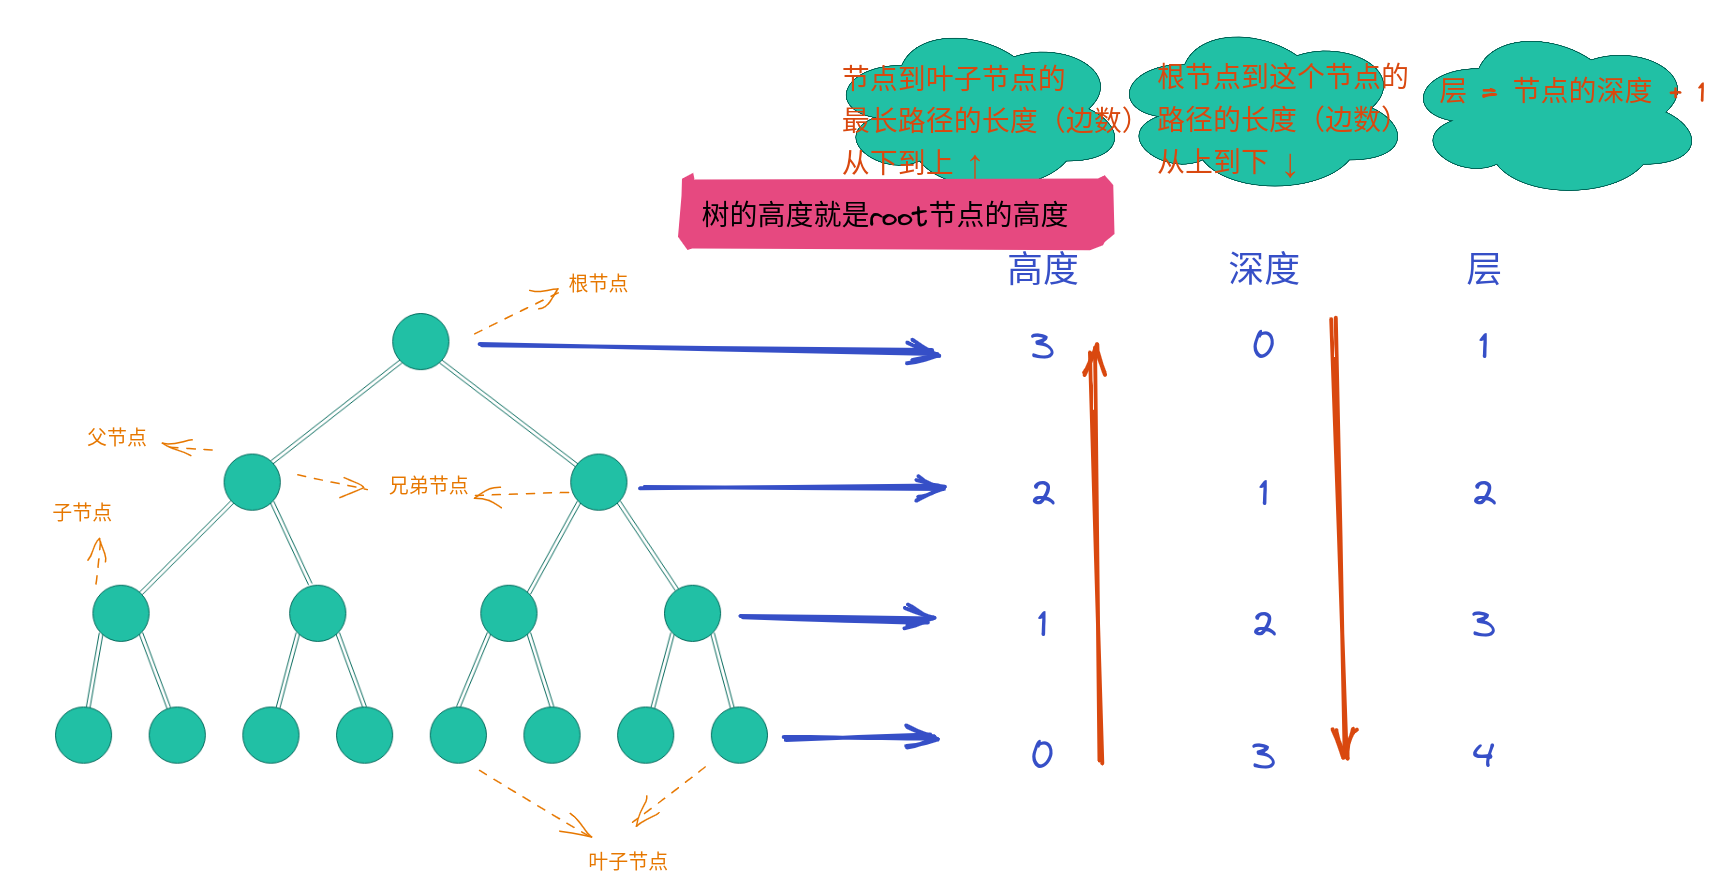 节点到叶子节点的
最长路径的长度（边数）
从下到上 ↑
根节点到这个节点的
路径的长度（边数）
从上到下 ↓
层 = 节点的深度 + 1
树的高度就是root节点的高度
高度 深度 层
根节点
3 0 1
父节点
兄弟节点
2 1 2
子节点
1 2 3
0 3 4
叶子节点